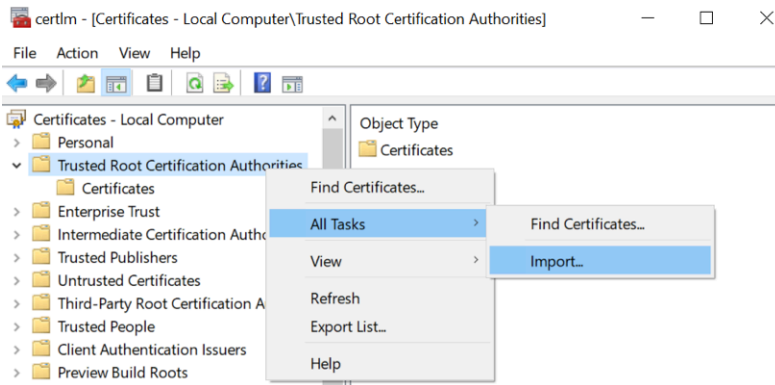 certlm - [Certificates - Local Computer\Trusted Root Certification Authorities]
File Action View Help
Certificates - Local Computer
Personal
Trusted Root Certification Authorities
Certificates
Enterprise Trust
Intermediate Certification Autho
Trusted Publishers
Untrusted Certificates
Third-Party Root Certification A
Trusted People
Client Authentication Issuers
Preview Build Roots
Object Type
Certificates
Find Certificates...
All Tasks
View
Refresh
Export List...
Help
Find Certificates...
Import...